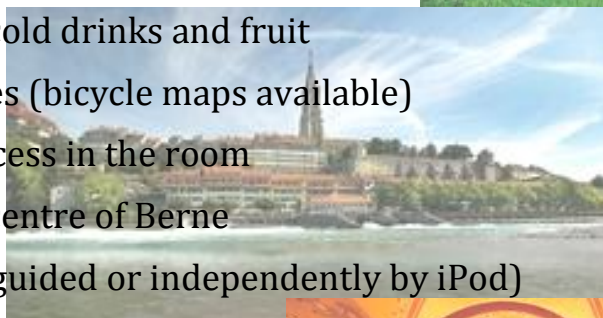 old drinks and fruit
es (bicycle maps available)
cess in the room
entre of Berne
guided or independently by iPod)